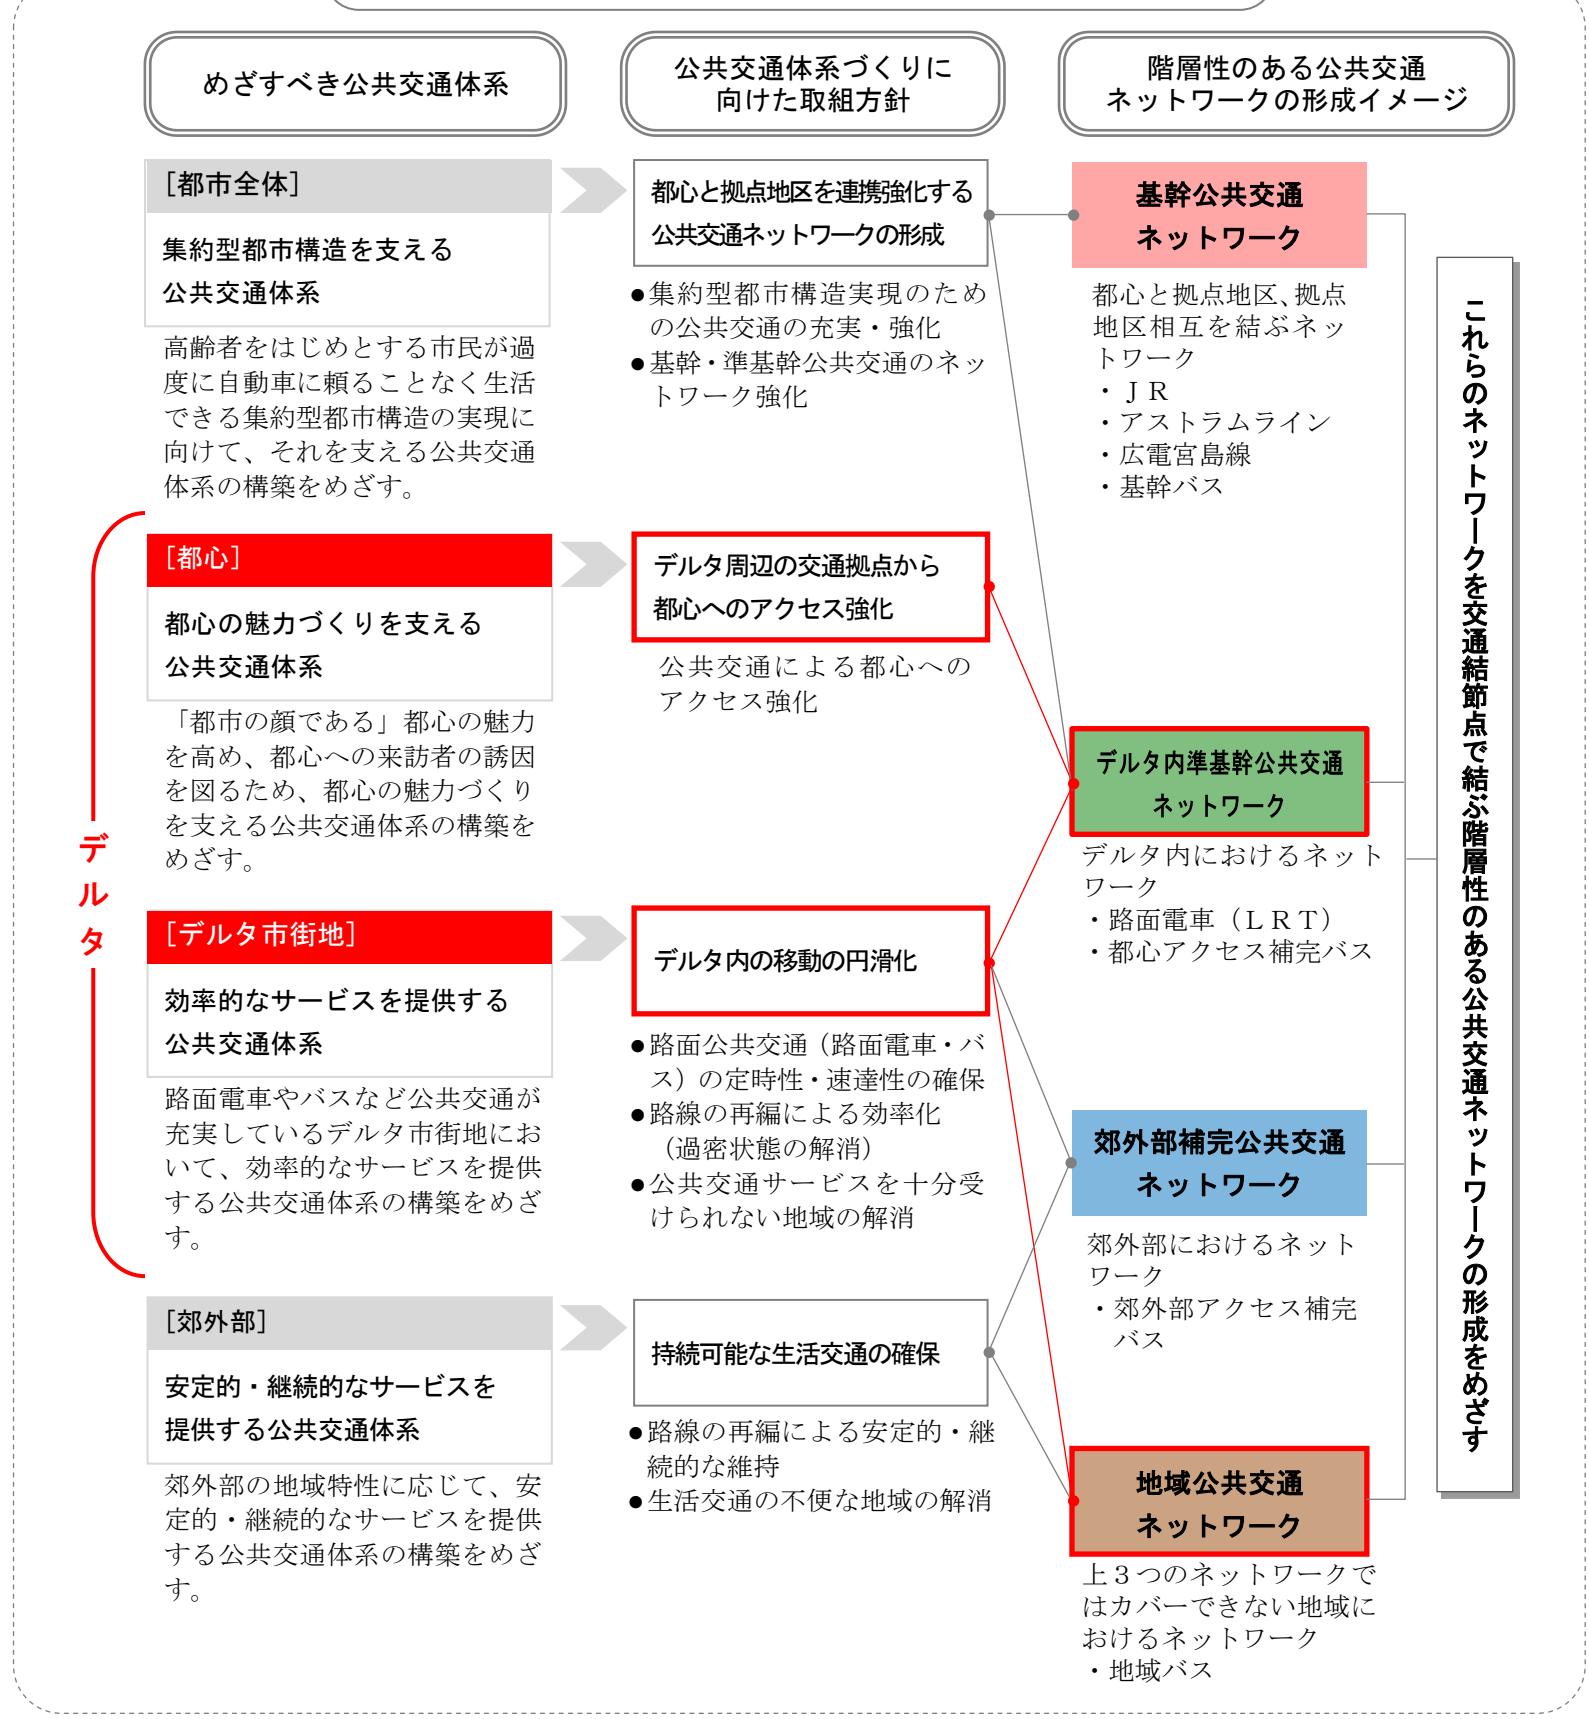 めざすべき公共交通体系
公共交通体系づくりに
向けた取組方針
階層性のある公共交通
ネットワークの形成イメージ
［都市全体］
集約型都市構造を支える
公共交通体系
高齢者をはじめとする市民が過
度に自動車に頼ることなく生活
できる集約型都市構造の実現に
向けて、それを支える公共交通
体系の構築をめざす。
都心と拠点地区を連携強化する
公共交通ネットワークの形成
●集約型都市構造実現のため
の公共交通の充実・強化
●基幹・準基幹公共交通のネッ
トワーク強化
基幹公共交通
ネットワーク
都心と拠点地区、拠点
地区相互を結ぶネッ
トワーク
・ＪＲ
・アストラムライン
・広電宮島線
・基幹バス
デルタ
［都心］
都心の魅力づくりを支える
公共交通体系
「都市の顔である」都心の魅力
を高め、都心への来訪者の誘因
を図るため、都心の魅力づくり
を支える公共交通体系の構築を
めざす。
デルタ周辺の交通拠点から
都心へのアクセス強化
公共交通による都心への
アクセス強化
デルタ内準基幹公共交通
ネットワーク
デルタ内におけるネット
ワーク
・路面電車（ＬＲＴ）
・都心アクセス補完バス
［デルタ市街地］
効率的なサービスを提供する
公共交通体系
路面電車やバスなど公共交通が
充実しているデルタ市街地にお
いて、効率的なサービスを提供
する公共交通体系の構築をめざ
す。
デルタ内の移動の円滑化
●路面公共交通（路面電車・バ
ス）の定時性・速達性の確保
●路線の再編による効率化
（過密状態の解消）
●公共交通サービスを十分受
けられない地域の解消
郊外部補完公共交通
ネットワーク
郊外部におけるネット
ワーク
・郊外部アクセス補完
バス
［郊外部］
安定的・継続的なサービスを
提供する公共交通体系
郊外部の地域特性に応じて、安
定的・継続的なサービスを提供
する公共交通体系の構築をめざ
す。
持続可能な生活交通の確保
●路線の再編による安定的・継
続的な維持
●生活交通の不便な地域の解消
地域公共交通
ネットワーク
上３つのネットワークで
はカバーできない地域に
おけるネットワーク
・地域バス
これらのネットワークを交通結節点で結ぶ階層性のある公共交通ネットワークの形成をめざす